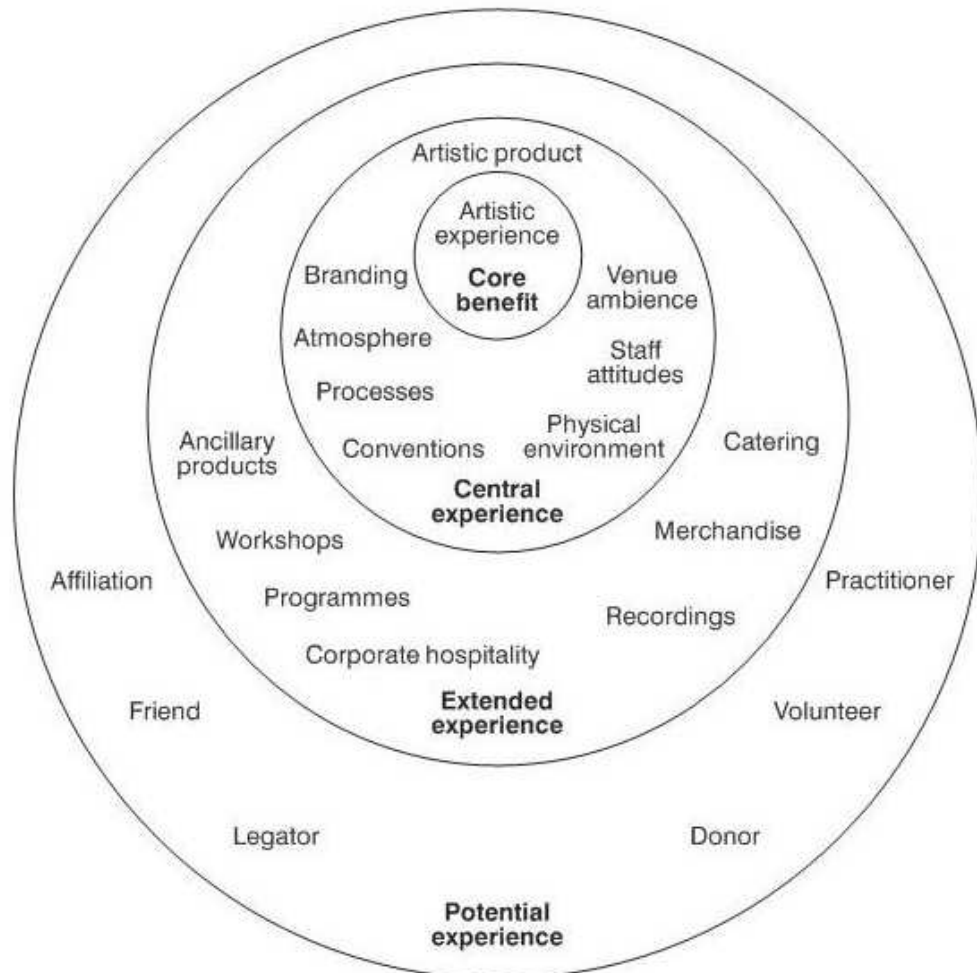 Artistic product
Artistic
experience
Core
benefit
Branding
Venue
ambience
Atmosphere
Staff
attitudes
Processes
Conventions
Physical
environment
Central
experience
Ancillary
products
Catering
Workshops
Merchandise
Programmes
Recordings
Corporate hospitality
Extended
experience
Affiliation
Practitioner
Friend
Volunteer
Legator
Donor
Potential
experience